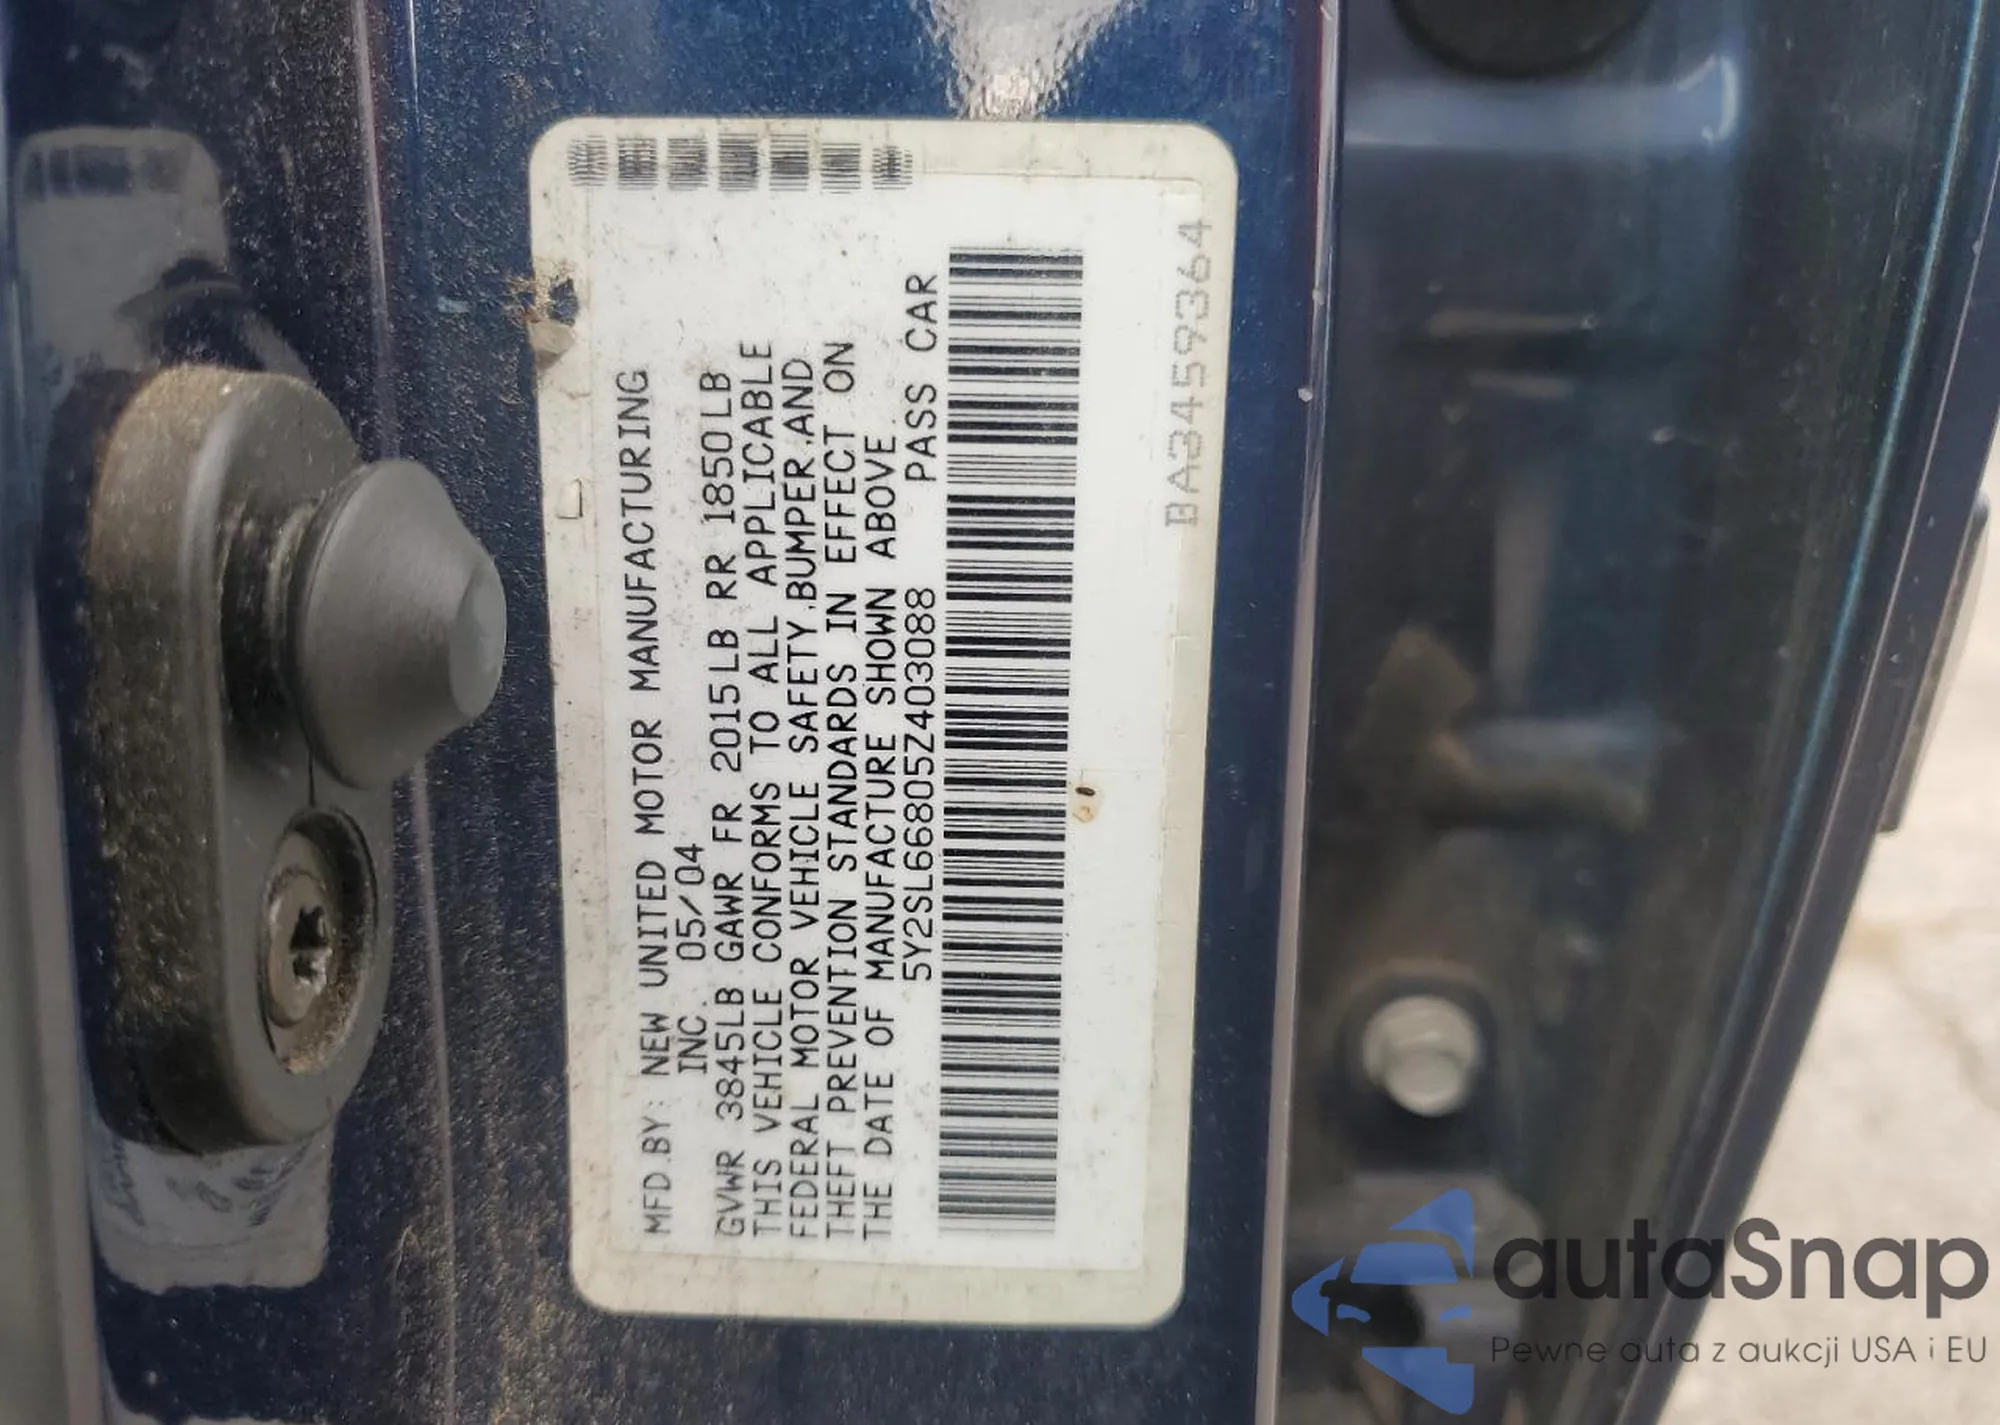 MFD.BY: NEW UNITED MOTOR MANUFACTURING
INC. 05/04
GVWR 3845LB GAWR FR 2015LB RR 1850LB
THIS VEHICLE CONFORMS TO ALL APPLICABLE
FEDERAL MOTOR VEHICLE SAFETY.BUMPER.AND
THEFT PREVENTION STANDARDS IN EFFECT ON
THE DATE OF MANUFACTURE SHOWN ABOVE.
5Y2SL66805Z403088 PASS CAR
BA3459364
autaSnap
Pewne auta z aukcji USA i EU